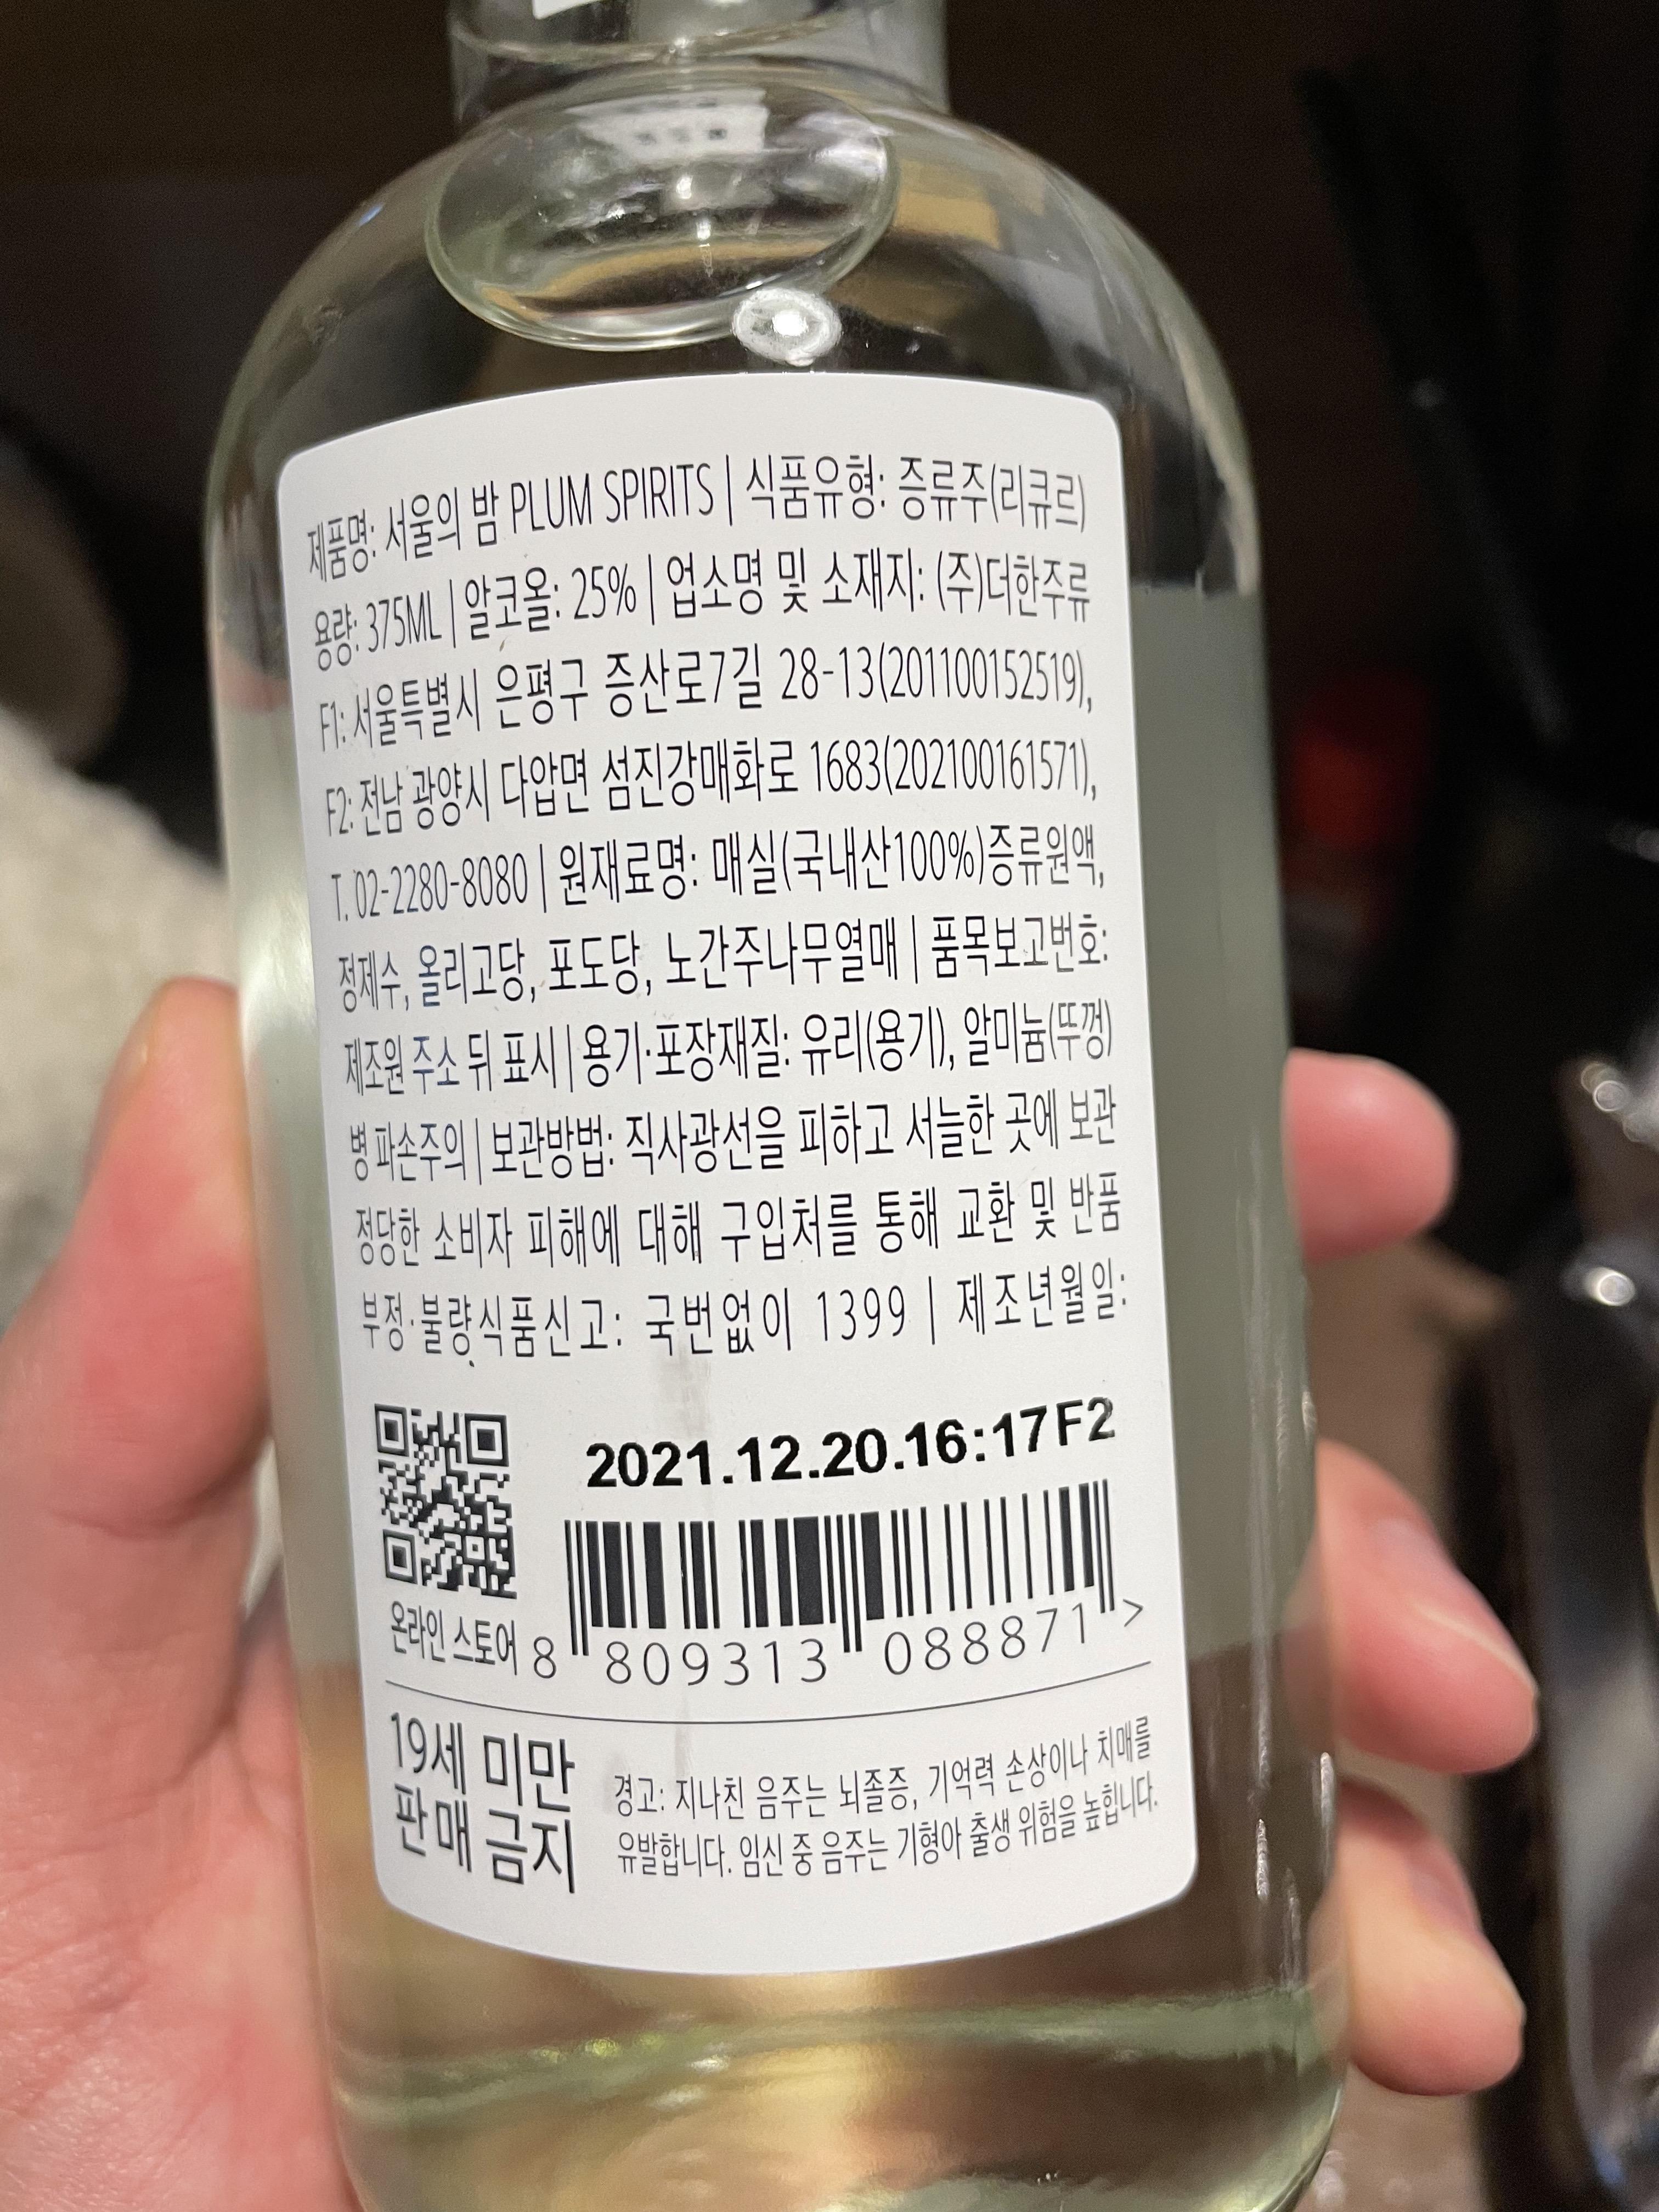 제품명: 서울의 밤 PLUM SPIRITS | 식품유형: 증류주(리큐르)
용량: 375ML | 알코올: 25% | 업소명 및 소재지: (주)더한주류
F1: 서울특별시 은평구 증산로7길 28-13(201100152519),
F2: 전남 광양시 다압면 섬진강매화로 1683(202100161571),
T. 02-2280-8080 | 원재료명: 매실(국내산100%)증류원액,
정제수, 올리고당, 포도당, 노간주나무열매 | 품목보고번호:
제조원 주소 뒤 표시 | 용기·포장재질: 유리(용기), 알미늄(뚜껑)
병 파손주의 | 보관방법: 직사광선을 피하고 서늘한 곳에 보관
정당한 소비자 피해에 대해 구입처를 통해 교환 및 반품
부정·불량식품신고: 국번없이 1399 | 제조년월일:
2021.12.20.16:17F2
온라인 스토어
8 809313 088871 >
19세 미만
판매 금지
경고: 지나친 음주는 뇌졸증, 기억력 손상이나 치매를
유발합니다. 임신 중 음주는 기형아 출생 위험을 높힙니다.